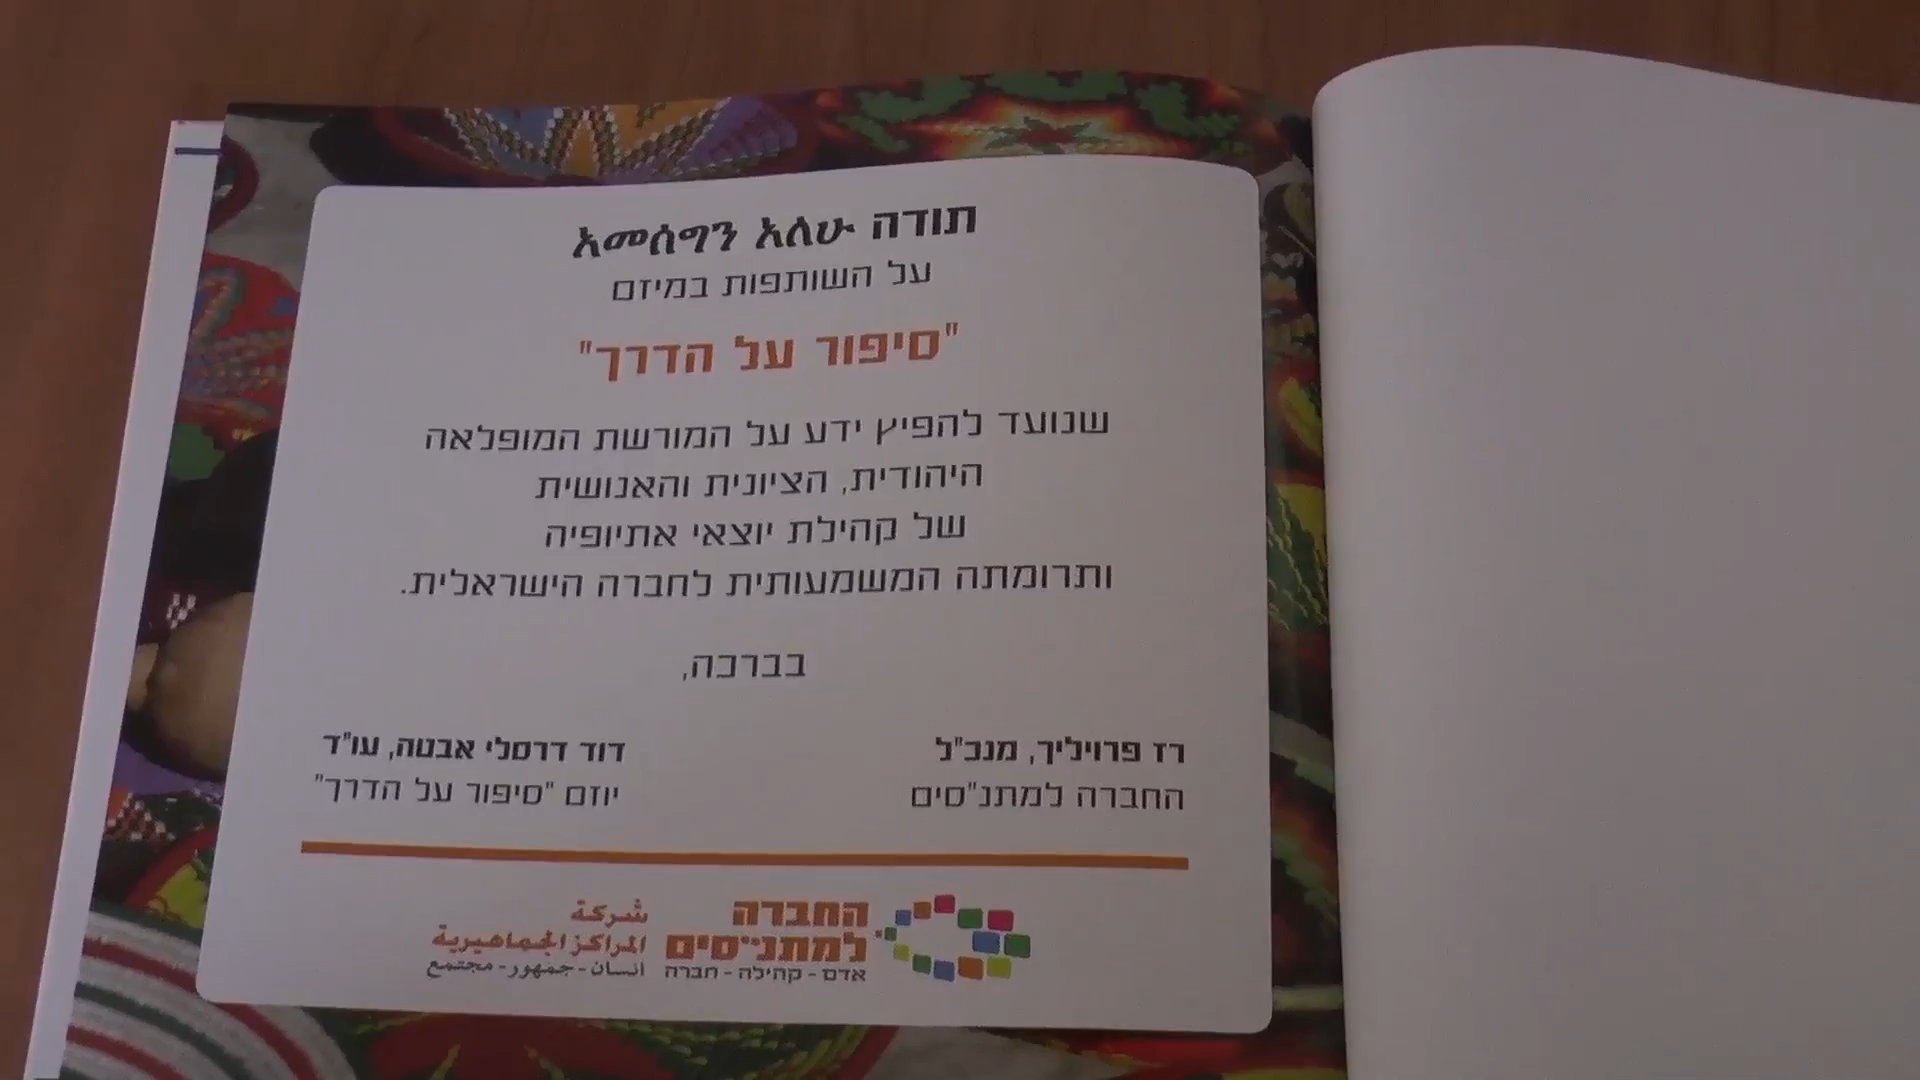 תודה አመሰግን አለሁ
על השותפות במיזם
"סיפור על הדרך"
שנועד להפיץ ידע על המורשת המופלאה
היהודית, הציונית והאנושית
של קהילת יוצאי אתיופיה
ותרומתה המשמעותית לחברה הישראלית.
בברכה,
רז פרויליך, מנכ"ל
החברה למתנ"סים
דוד דרסלי אבטה, עו"ד
יוזם "סיפור על הדרך"
החברה
למתנ"סים
אדם - קהילה - חברה
شركة
المراكز الجماهيرية
انسان - جمهور - مجتمع